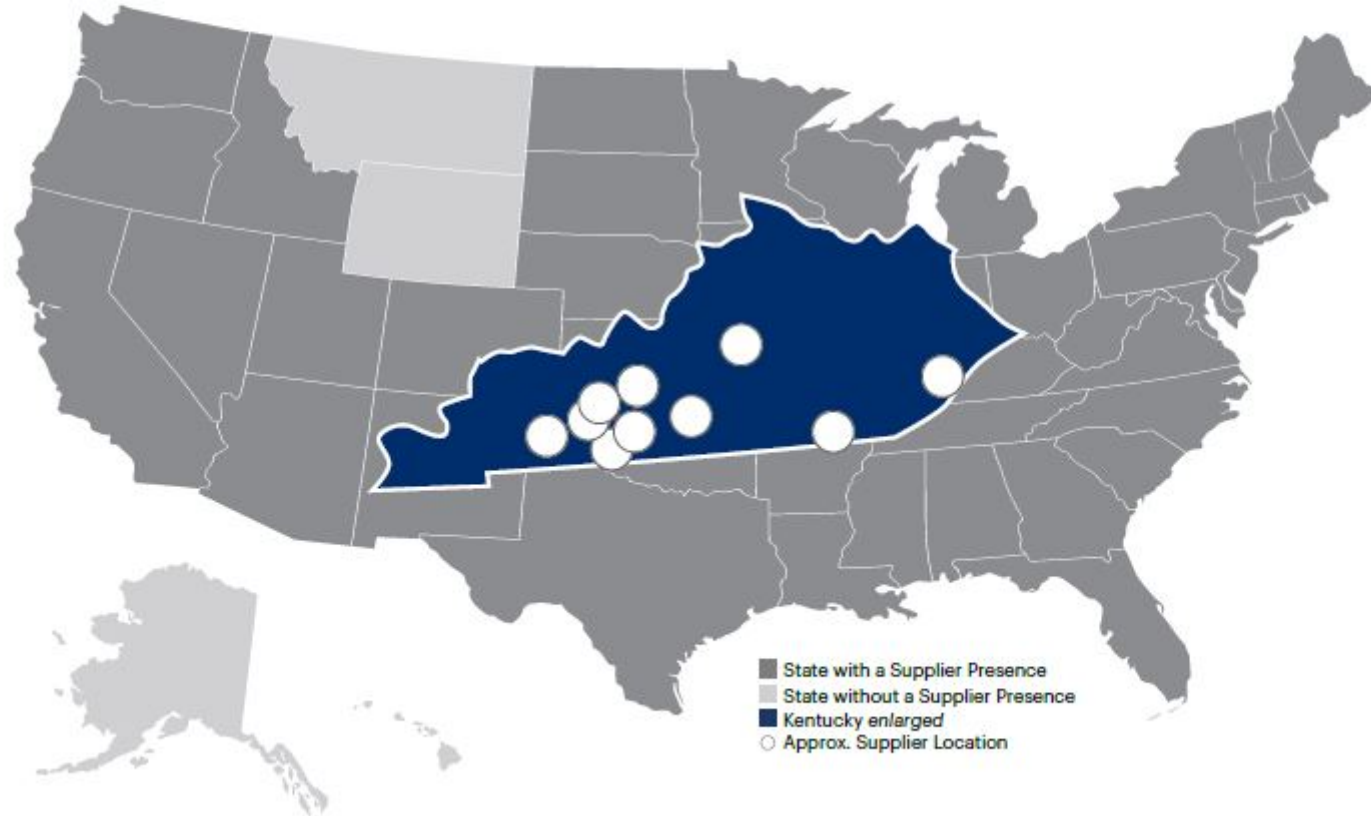 State with a Supplier Presence
State without a Supplier Presence
Kentucky enlarged
Approx. Supplier Location